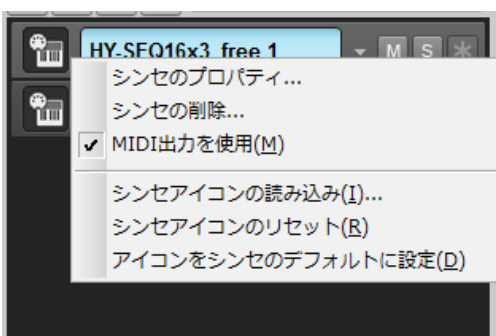 HY-SEQ16x3 free 1
M S
シンセのプロパティ...
シンセの削除...
MIDI出力を使用(M)
シンセアイコンの読み込み(I)...
シンセアイコンのリセット(R)
アイコンをシンセのデフォルトに設定(D)